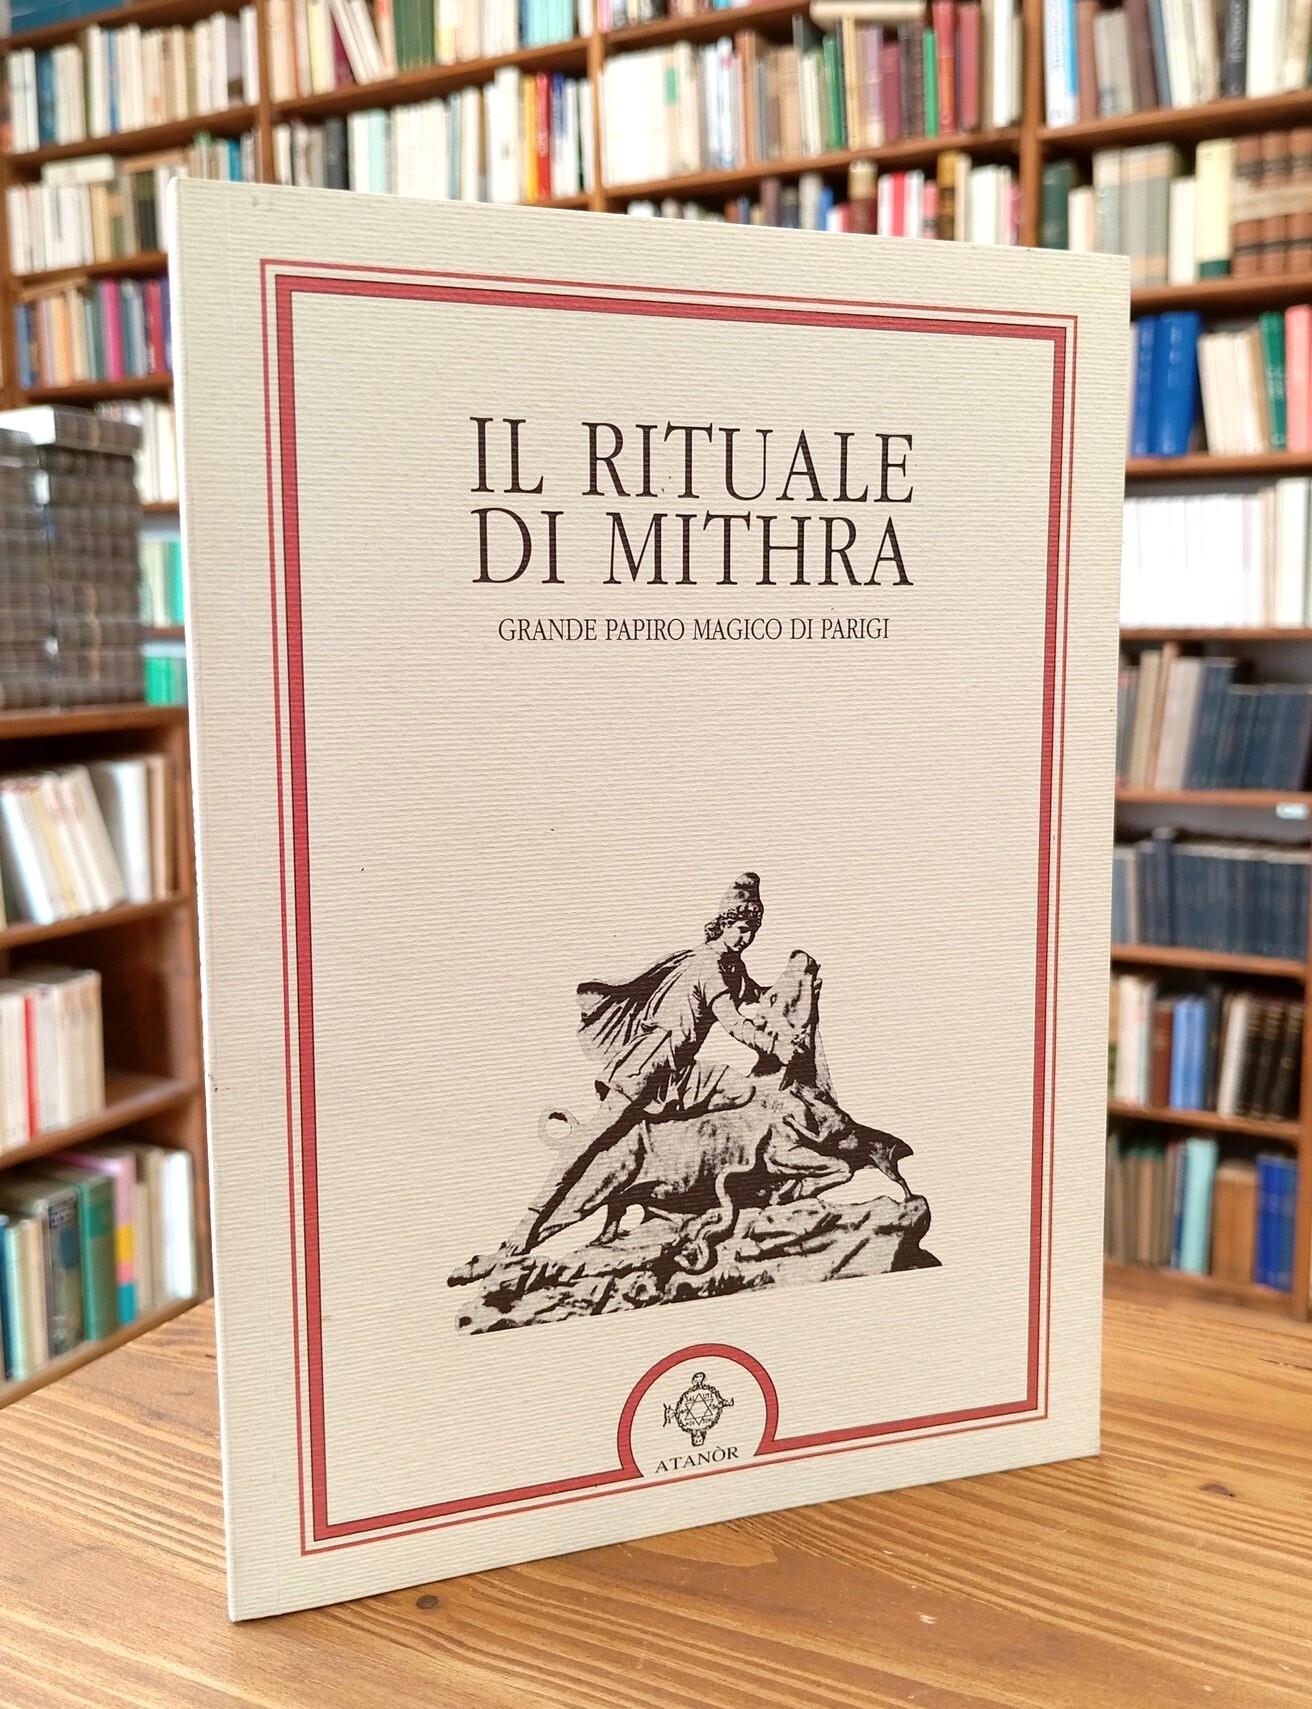 IL RITUALE
DI MITHRA
GRANDE PAPIRO MAGICO DI PARIGI
ATANÒR